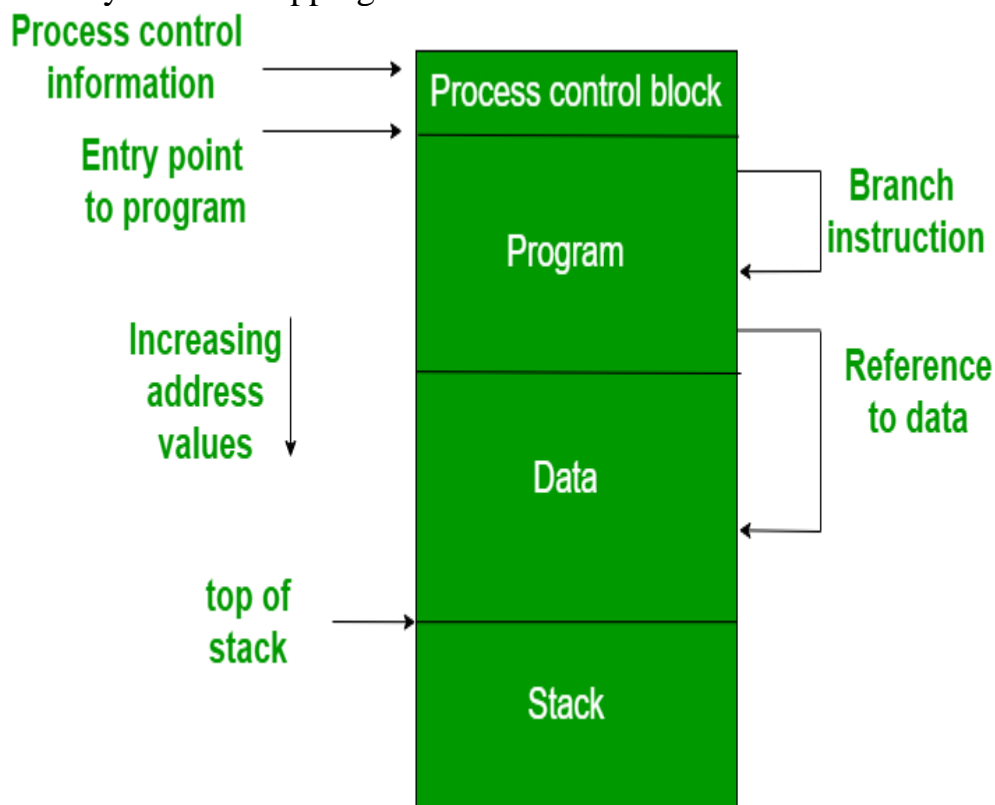 Process control
information
Process control block
Entry point
to program
Branch
instruction
Program
Increasing
address
values
Reference
to data
Data
top of
stack
Stack